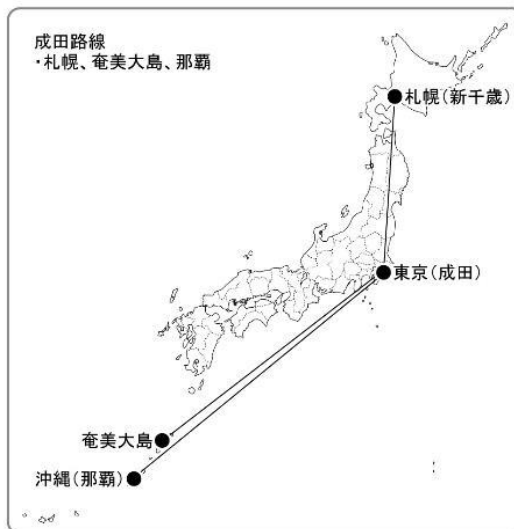 成田路線
・札幌、奄美大島、那覇
札幌(新千歳)
東京(成田)
奄美大島
沖縄(那覇)